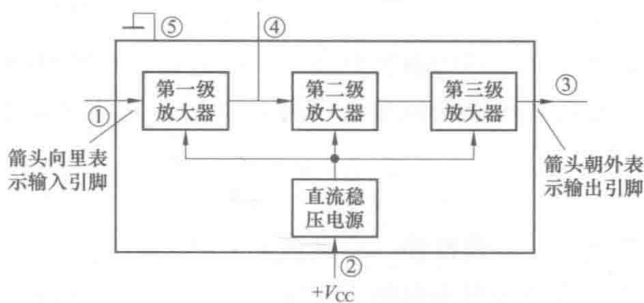 ⑤
④
第一级
放大器
第二级
放大器
第三级
放大器
③
①
箭头向里表
示输入引脚
箭头朝外表
示输出引脚
直流稳
压电源
②
+VCC